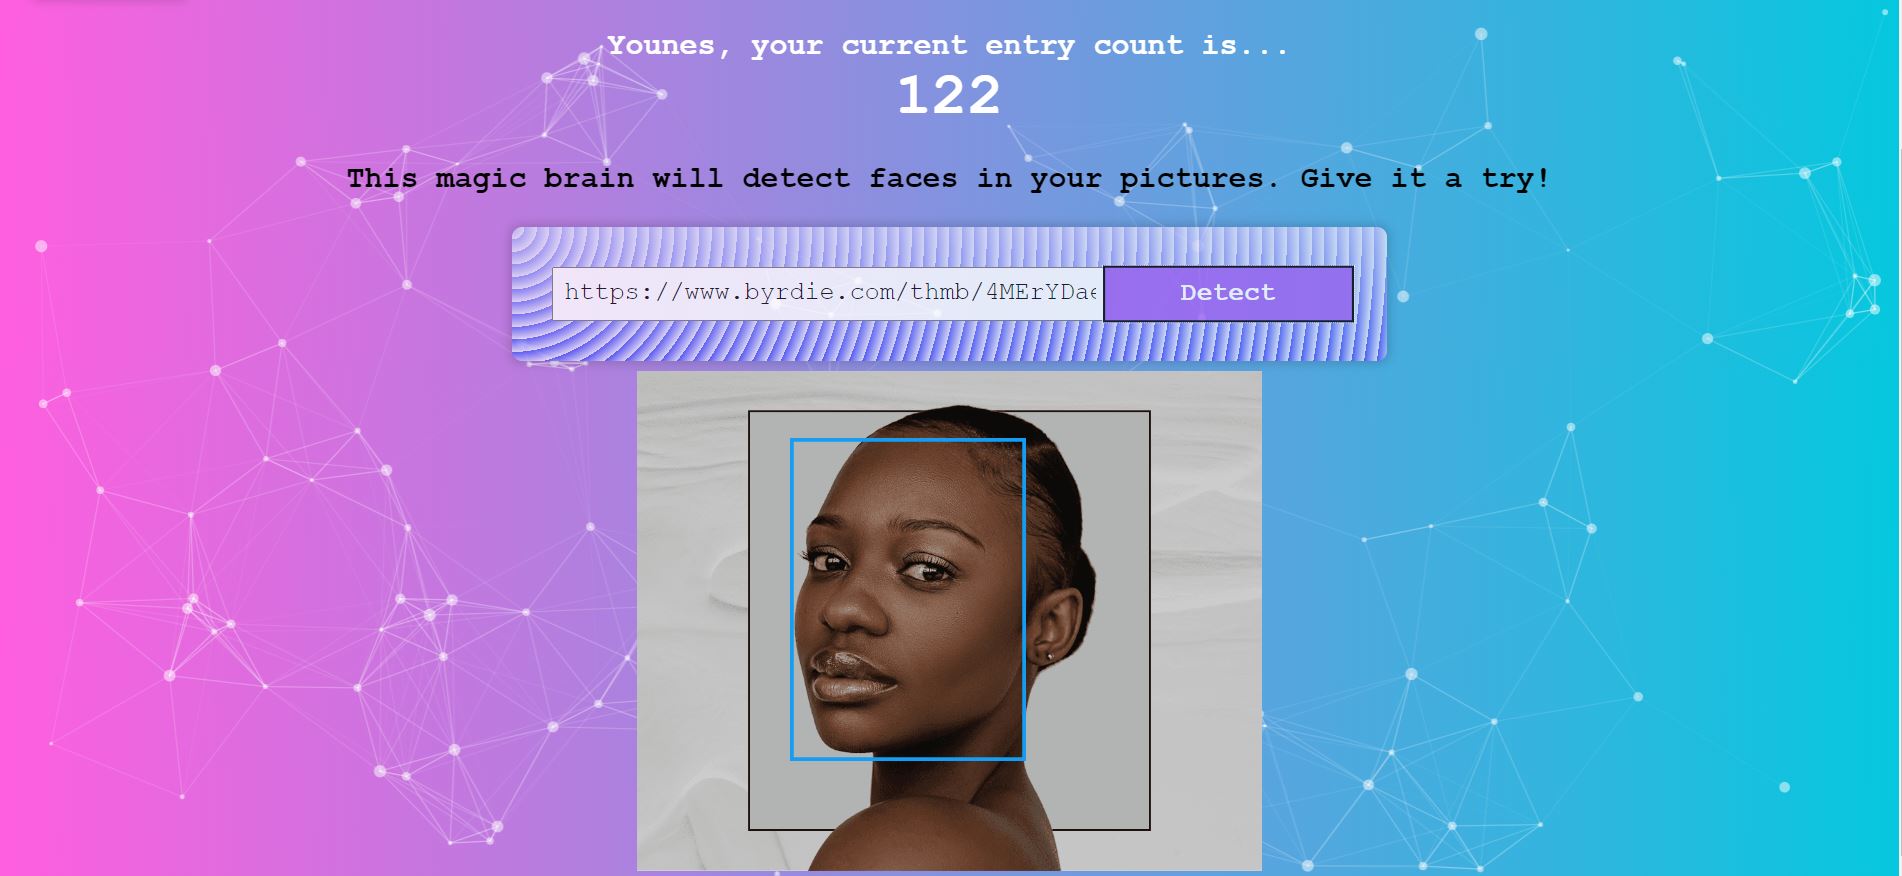 Younes, your current entry count is...
122
This magic brain will detect faces in your pictures. Give it a try!
https://www.byrdie.com/thmb/4MErYDae
Detect